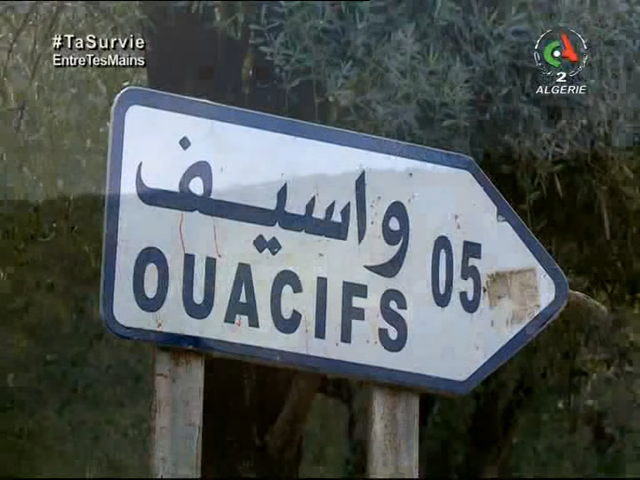 #TaSurvie
EntreTesMains
2
ALGERIE
واسيف
OUACIFS 05